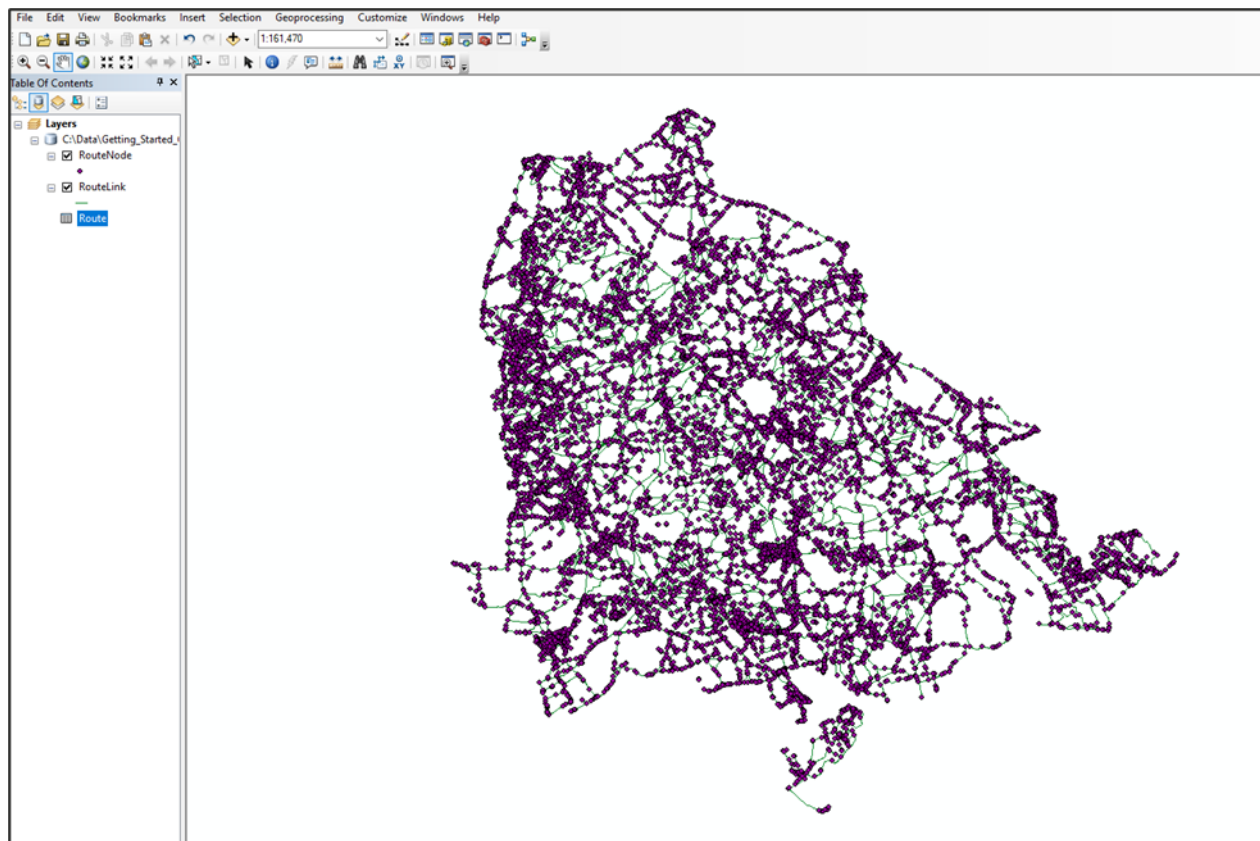 File Edit View Bookmarks Insert Selection Geoprocessing Customize Windows Help
1:161,470
Table Of Contents
Layers
C:\Data\Getting_Started_
RouteNode
RouteLink
Route